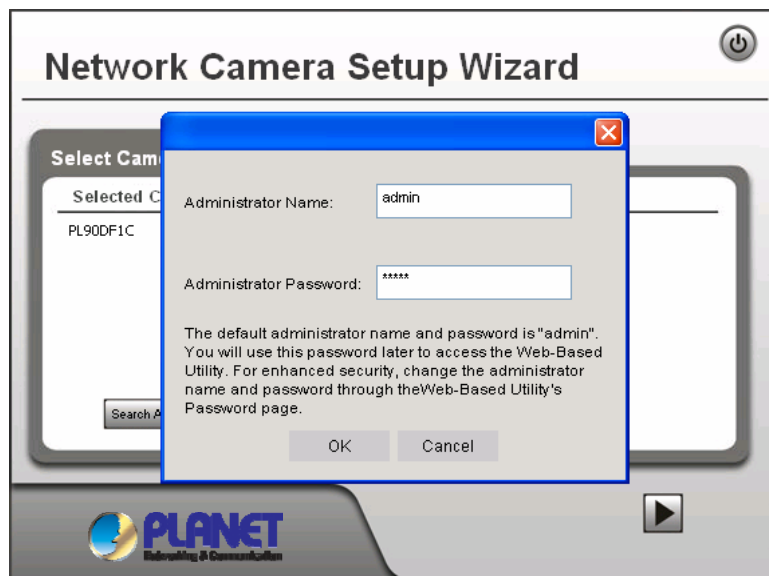 Network Camera Setup Wizard
Select Cam
Selected C
PL90DF1C
Administrator Name:
admin
Administrator Password:
*****
The default administrator name and password is "admin".
You will use this password later to access the Web-Based
Utility. For enhanced security, change the administrator
name and password through theWeb-Based Utility's
Password page.
Search A
OK
Cancel
PLANET
Networking & Communication